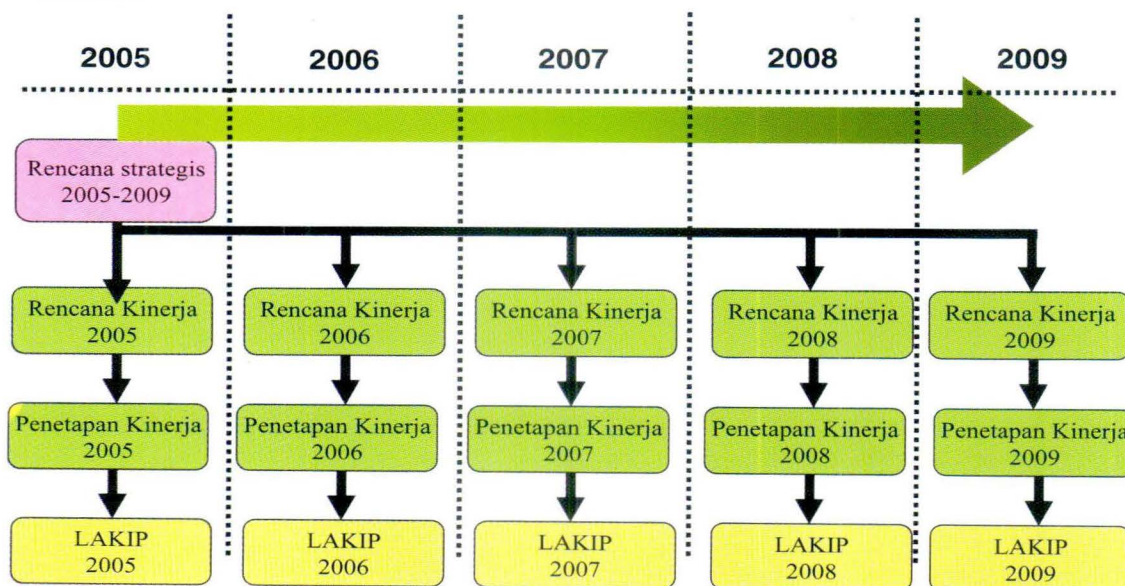 2005
2006
2007
2008
2009
Rencana strategis
2005-2009
Rencana Kinerja
2005
Rencana Kinerja
2006
Rencana Kinerja
2007
Rencana Kinerja
2008
Rencana Kinerja
2009
Penetapan Kinerja
2005
Penetapan Kinerja
2006
Penetapan Kinerja
2007
Penetapan Kinerja
2008
Penetapan Kinerja
2009
LAKIP
2005
LAKIP
2006
LAKIP
2007
LAKIP
2008
LAKIP
2009